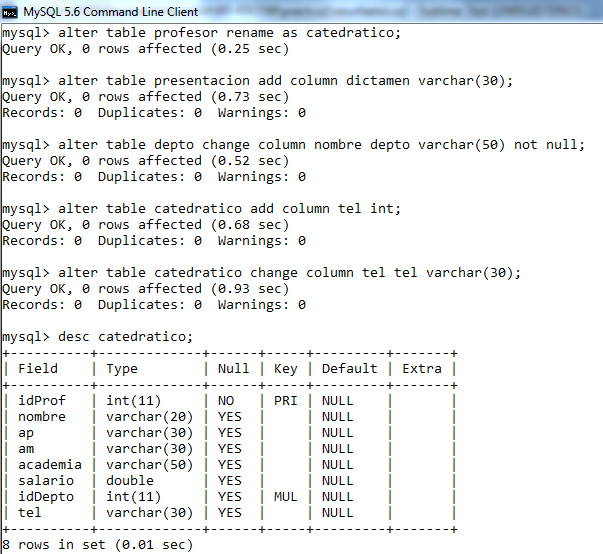 MySQL 5.6 Command Line Client
mysql> alter table profesor rename as catedratico;
Query OK, 0 rows affected (0.25 sec)
mysql> alter table presentacion add column dictamen varchar(30);
Query OK, 0 rows affected (0.73 sec)
Records: 0  Duplicates: 0  Warnings: 0
mysql> alter table depto change column nombre depto varchar(50) not null;
Query OK, 0 rows affected (0.52 sec)
Records: 0  Duplicates: 0  Warnings: 0
mysql> alter table catedratico add column tel int;
Query OK, 0 rows affected (0.68 sec)
Records: 0  Duplicates: 0  Warnings: 0
mysql> alter table catedratico change column tel tel varchar(30);
Query OK, 0 rows affected (0.93 sec)
Records: 0  Duplicates: 0  Warnings: 0
mysql> desc catedratico;
+----------+-------------+------+-----+---------+-------+
| Field    | Type        | Null | Key | Default | Extra |
+----------+-------------+------+-----+---------+-------+
| idProf   | int(11)     | NO   | PRI | NULL    |       |
| nombre   | varchar(20) | YES  |     | NULL    |       |
| ap       | varchar(30) | YES  |     | NULL    |       |
| am       | varchar(30) | YES  |     | NULL    |       |
| academia | varchar(50) | YES  |     | NULL    |       |
| salario  | double      | YES  |     | NULL    |       |
| idDepto  | int(11)     | YES  | MUL | NULL    |       |
| tel      | varchar(30) | YES  |     | NULL    |       |
+----------+-------------+------+-----+---------+-------+
8 rows in set (0.01 sec)